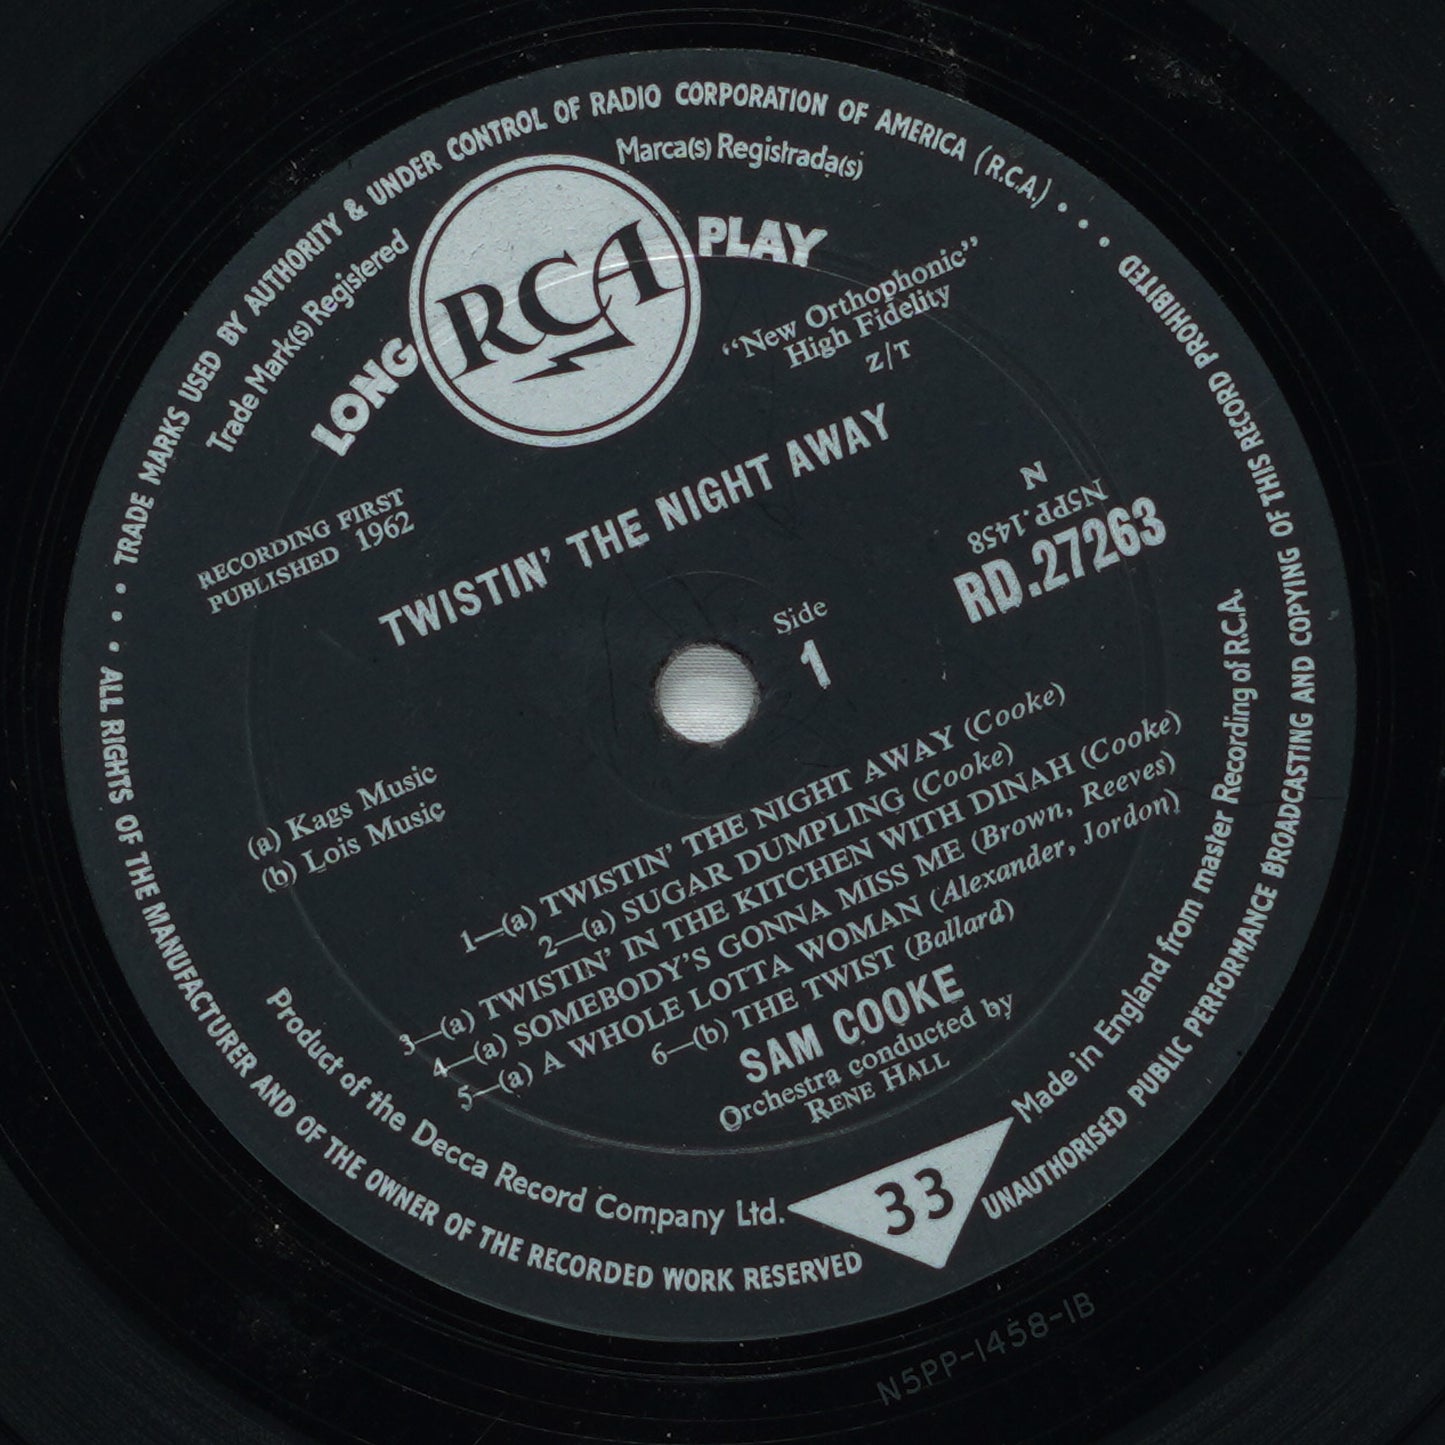 TRADE MARKS USED BY AUTHORITY & UNDER CONTROL OF RADIO CORPORATION OF AMERICA (R.C.A.)
Trade Mark(s) Registered
Marca(s) Registrada(s)
LONG RCA PLAY
“New Orthophonic”
High Fidelity
Z/T
RECORDING FIRST
PUBLISHED 1962
TWISTIN’ THE NIGHT AWAY
N
N5PP.1458
RD.27263
Side
1
(a) Kags Music
(b) Lois Music
1—(a) TWISTIN’ THE NIGHT AWAY (Cooke)
2—(a) SUGAR DUMPLING (Cooke)
3—(a) TWISTIN’ IN THE KITCHEN WITH DINAH (Cooke)
4—(a) SOMEBODY’S GONNA MISS ME (Brown, Reeves)
5—(a) A WHOLE LOTTA WOMAN (Alexander, Jordon)
6—(b) THE TWIST (Ballard)
SAM COOKE
Orchestra conducted by
RENE HALL
Product of the Decca Record Company Ltd.
33
Made in England from master Recording of R.C.A.
ALL RIGHTS OF THE MANUFACTURER AND OF THE OWNER OF THE RECORDED WORK RESERVED
UNAUTHORISED PUBLIC PERFORMANCE BROADCASTING AND COPYING OF THIS RECORD PROHIBITED
N5PP-1458-1B